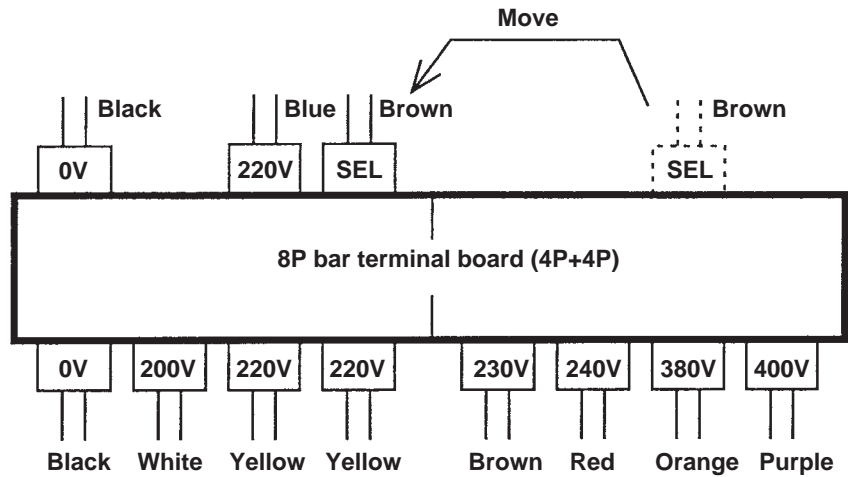 Move
Black Blue Brown Brown
0V 220V SEL SEL
8P bar terminal board (4P+4P)
0V 200V 220V 220V 230V 240V 380V 400V
Black White Yellow Yellow Brown Red Orange Purple